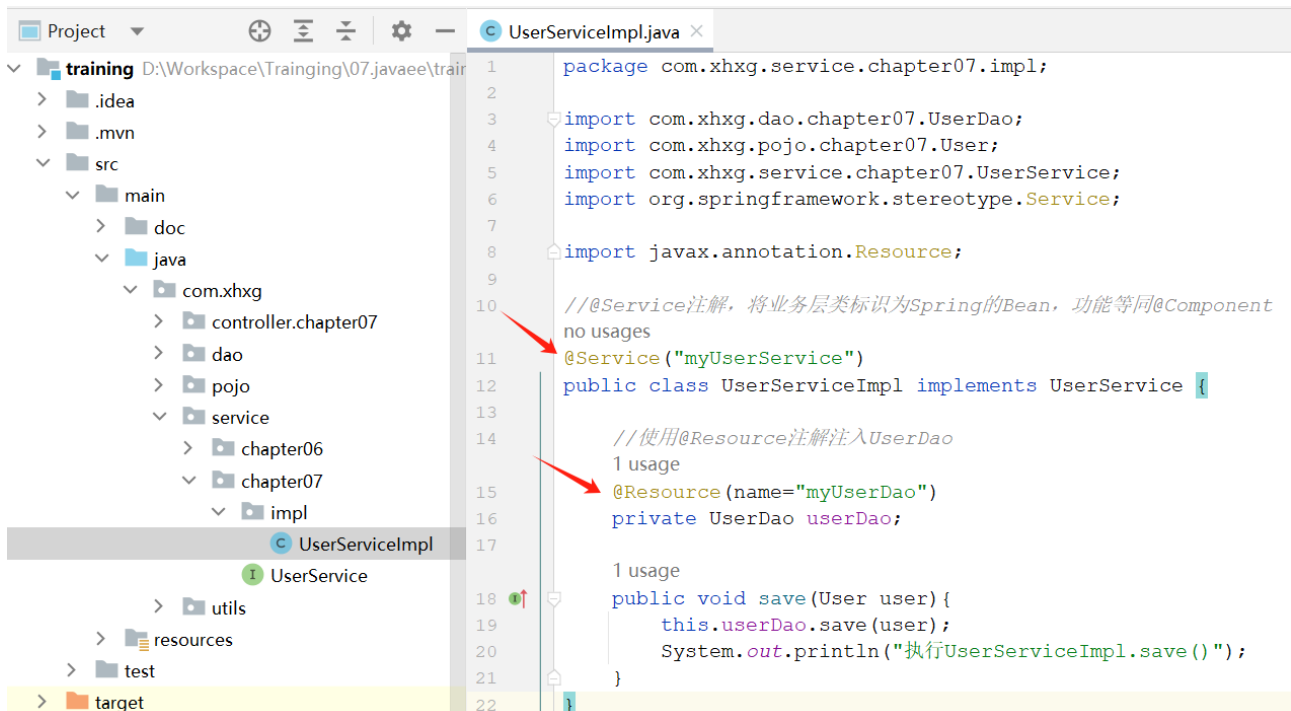 Project
training D:\Workspace\Trainging\07.javaee\train
.idea
.mvn
src
main
doc
java
com.xhxg
controller.chapter07
dao
pojo
service
chapter06
chapter07
impl
UserServiceImpl
UserService
utils
resources
test
target
UserServiceImpl.java
1 package com.xhxg.service.chapter07.impl;
2
3 import com.xhxg.dao.chapter07.UserDao;
4 import com.xhxg.pojo.chapter07.User;
5 import com.xhxg.service.chapter07.UserService;
6 import org.springframework.stereotype.Service;
7
8 import javax.annotation.Resource;
9
10 //@Service注解，将业务层类标识为Spring的Bean，功能等同@Component
no usages
11 @Service("myUserService")
12 public class UserServiceImpl implements UserService {
13
14 //使用@Resource注解注入UserDao
1 usage
15 @Resource(name="myUserDao")
16 private UserDao userDao;
17
1 usage
18 public void save(User user){
19 this.userDao.save(user);
20 System.out.println("执行UserServiceImpl.save()");
21 }
22 }